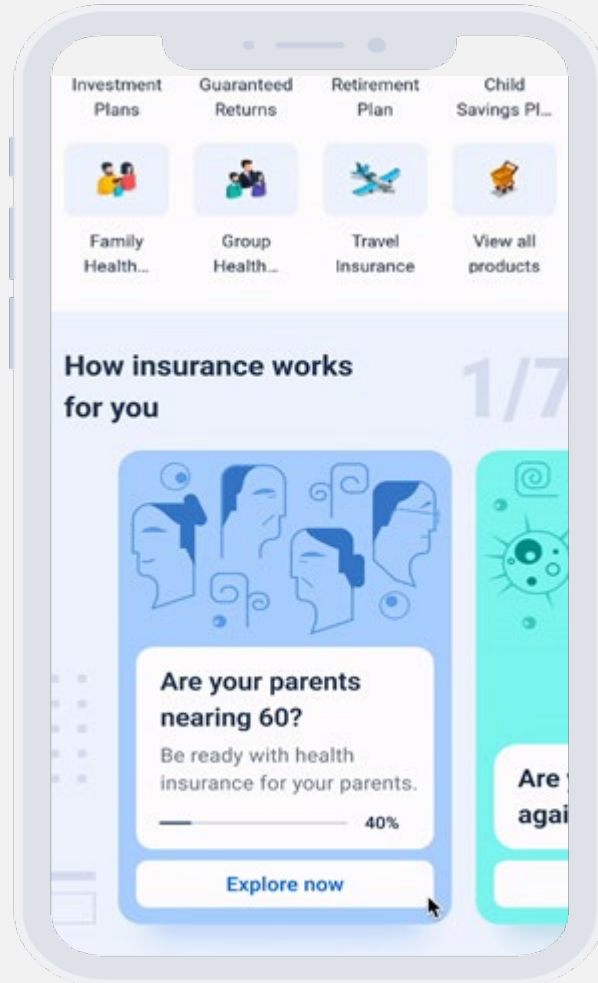 Investment Guaranteed Retirement Child
Plans Returns Plan Savings Pl...
Family Group Travel View all
Health... Health... Insurance products
How insurance works
for you
1/7
Are your parents
nearing 60?
Be ready with health
insurance for your parents.
40%
Explore now
Are
agai